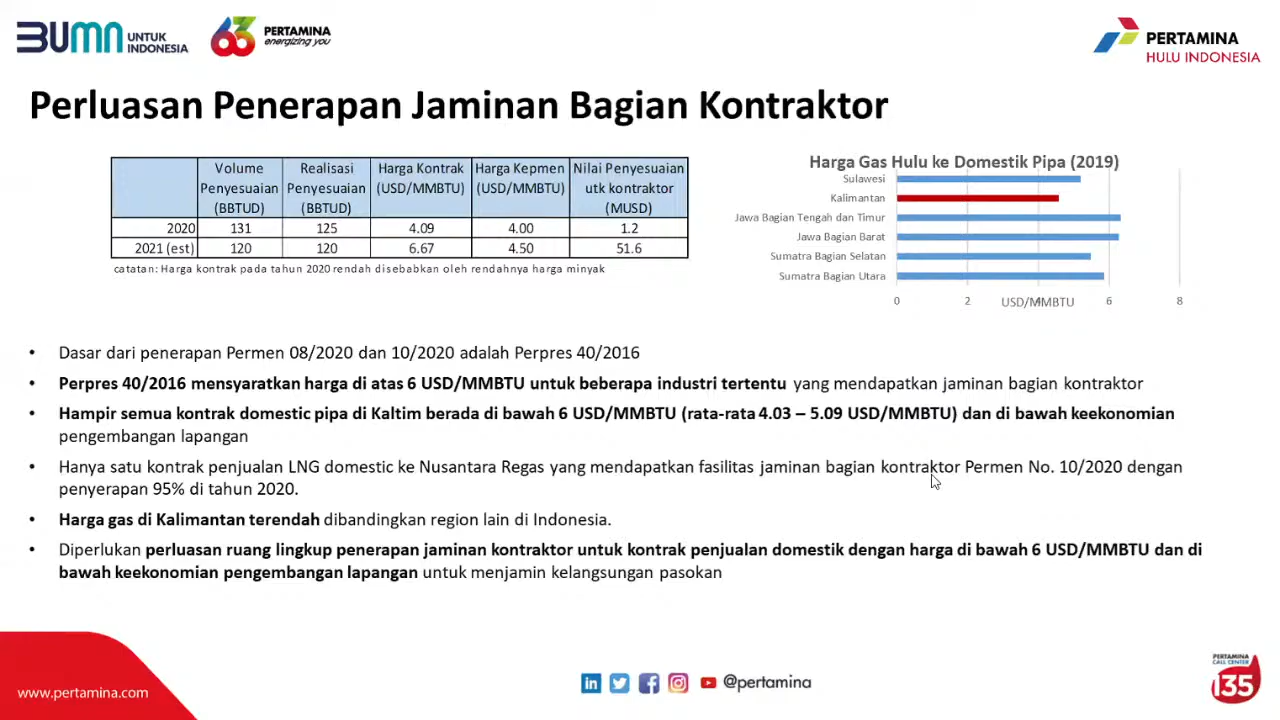 BUMN UNTUK INDONESIA
63 PERTAMINA energizing you
PERTAMINA
HULU INDONESIA
Perluasan Penerapan Jaminan Bagian Kontraktor
Volume Penyesuaian (BBTUD) Realisasi Penyesuaian (BBTUD) Harga Kontrak (USD/MMBTU) Harga Kepmen (USD/MMBTU) Nilai Penyesuaian utk kontraktor (MUSD)
2020 131 125 4.09 4.00 1.2
2021 (est) 120 120 6.67 4.50 51.6
catatan: Harga kontrak pada tahun 2020 rendah disebabkan oleh rendahnya harga minyak
Harga Gas Hulu ke Domestik Pipa (2019)
Sulawesi
Kalimantan
Jawa Bagian Tengah dan Timur
Jawa Bagian Barat
Sumatra Bagian Selatan
Sumatra Bagian Utara
0 2 4 6 8
USD/MMBTU
• Dasar dari penerapan Permen 08/2020 dan 10/2020 adalah Perpres 40/2016
• Perpres 40/2016 mensyaratkan harga di atas 6 USD/MMBTU untuk beberapa industri tertentu yang mendapatkan jaminan bagian kontraktor
• Hampir semua kontrak domestic pipa di Kaltim berada di bawah 6 USD/MMBTU (rata-rata 4.03 – 5.09 USD/MMBTU) dan di bawah keekonomian
pengembangan lapangan
• Hanya satu kontrak penjualan LNG domestic ke Nusantara Regas yang mendapatkan fasilitas jaminan bagian kontraktor Permen No. 10/2020 dengan
penyerapan 95% di tahun 2020.
• Harga gas di Kalimantan terendah dibandingkan region lain di Indonesia.
• Diperlukan perluasan ruang lingkup penerapan jaminan kontraktor untuk kontrak penjualan domestik dengan harga di bawah 6 USD/MMBTU dan di
bawah keekonomian pengembangan lapangan untuk menjamin kelangsungan pasokan
www.pertamina.com
@pertamina
PERTAMINA
CALL CENTER
135